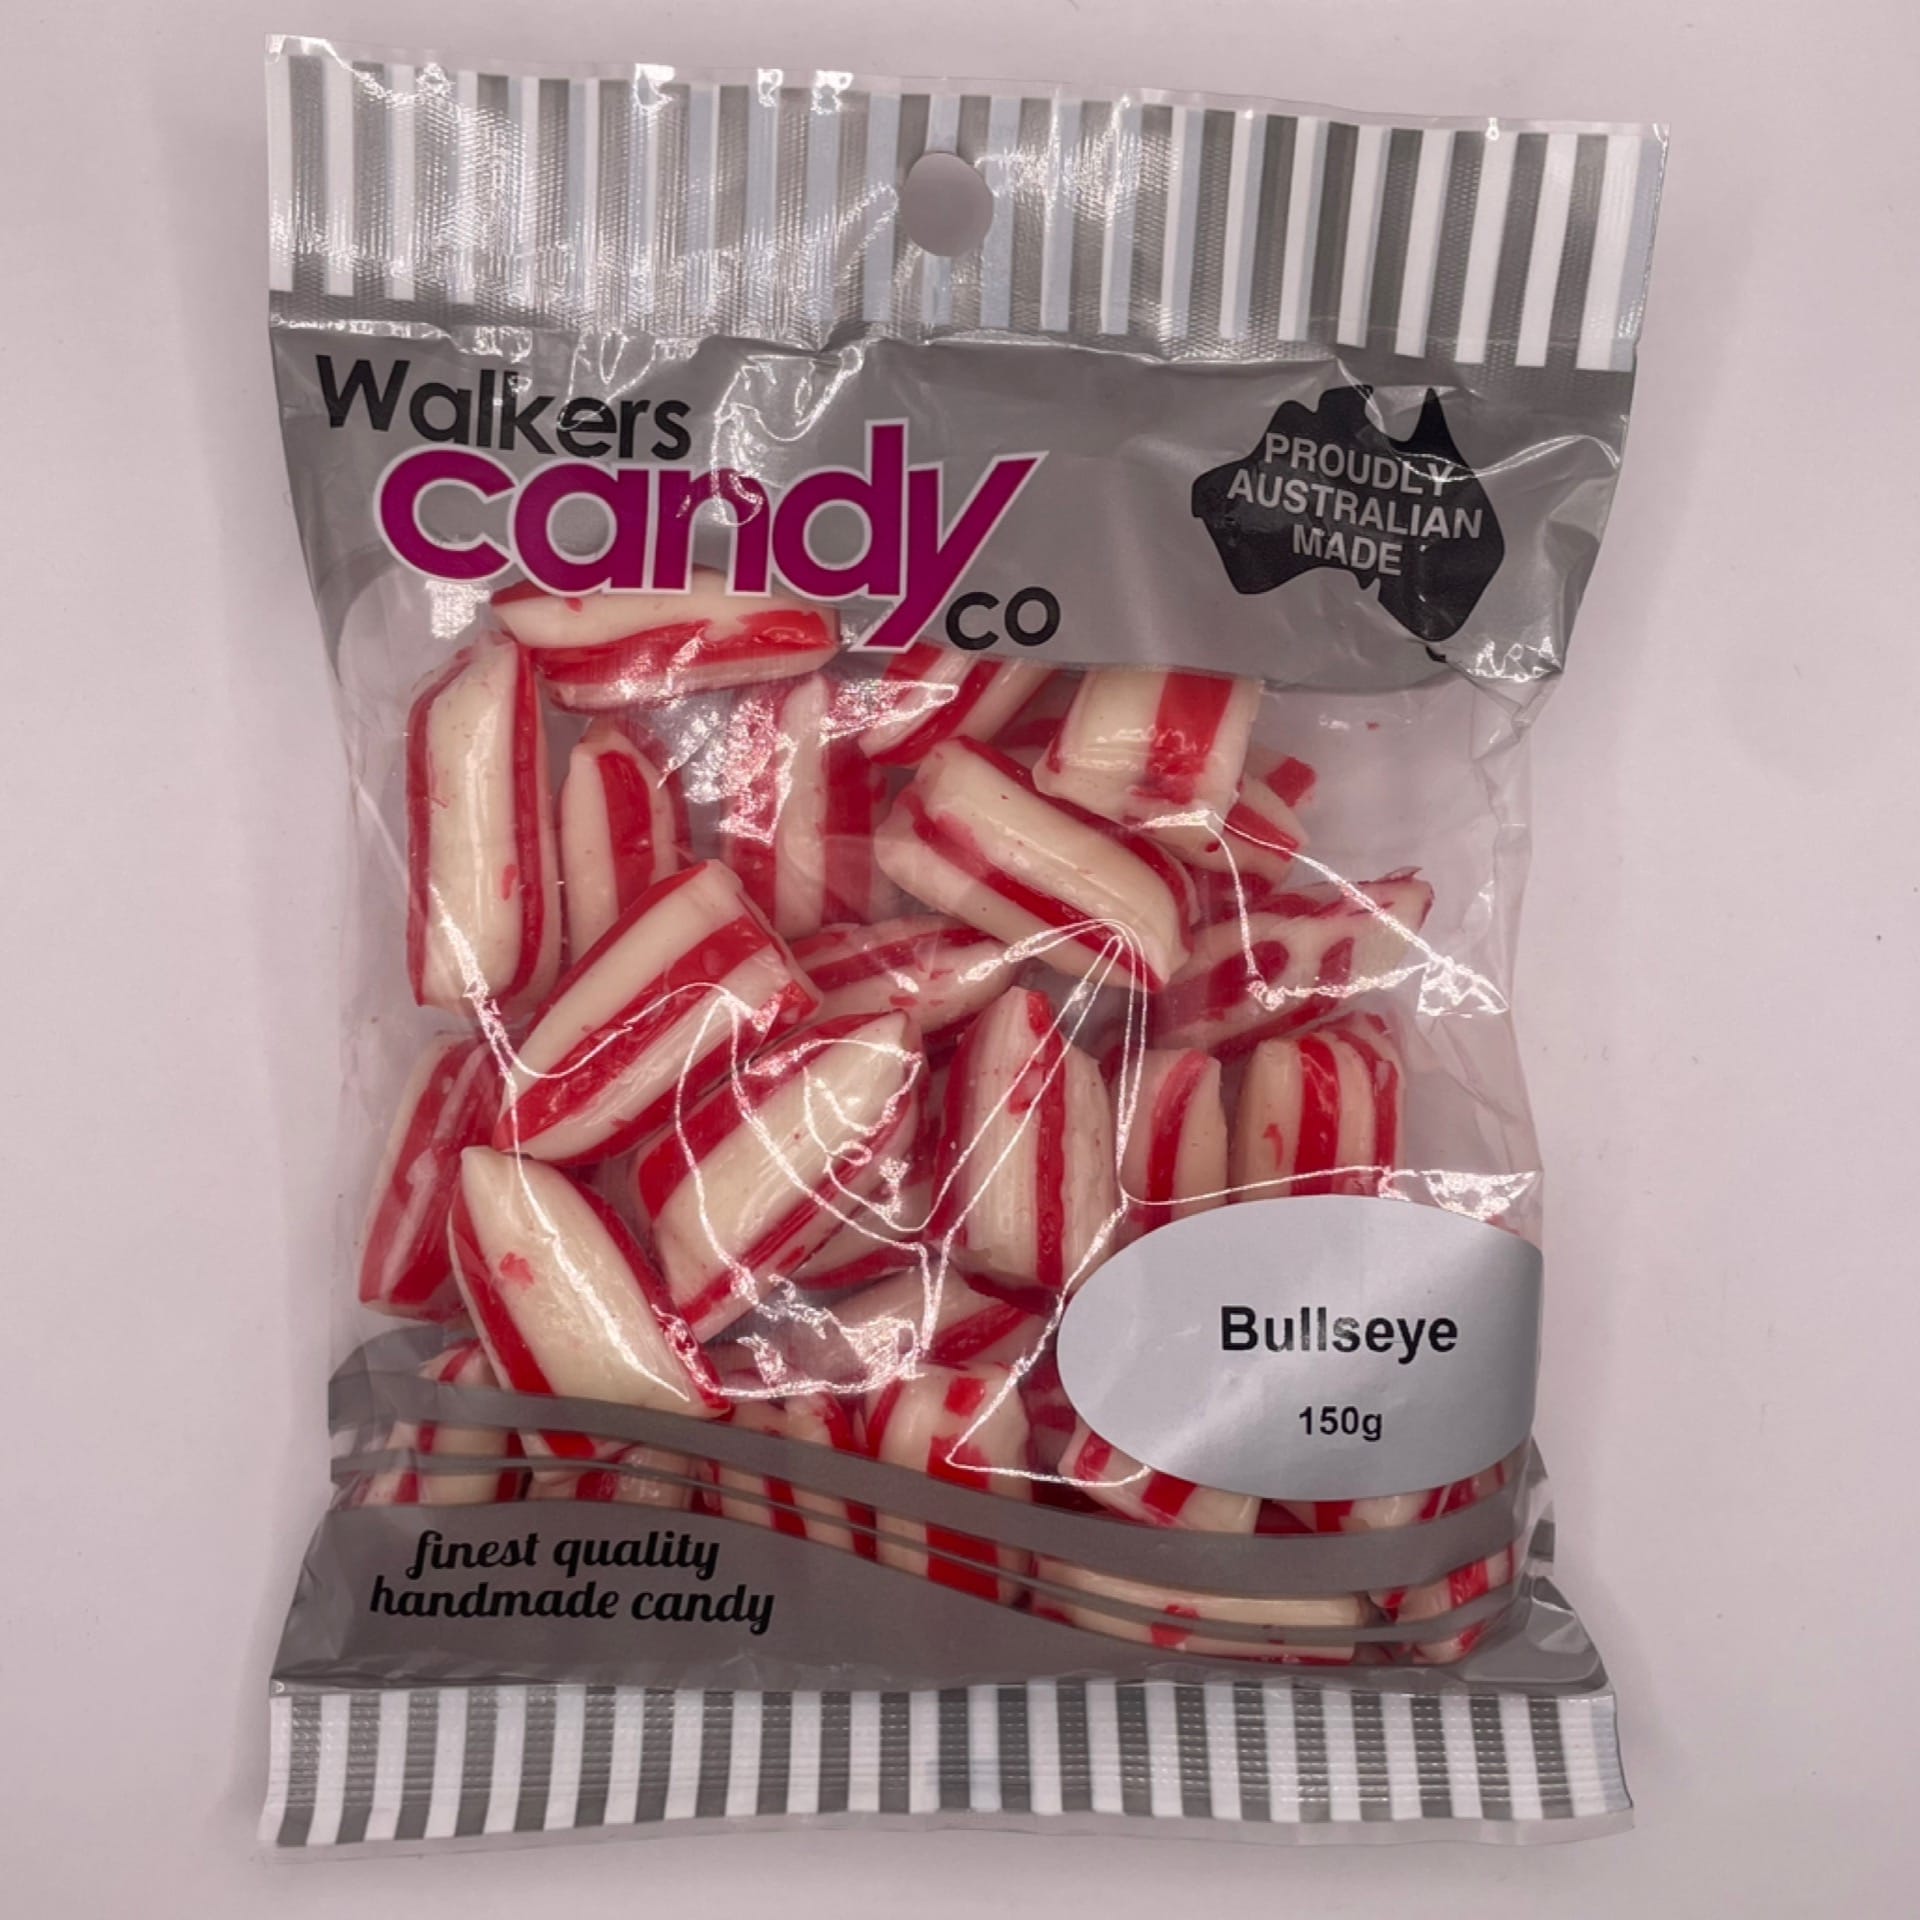 Walkers
candy
co
PROUDLY
AUSTRALIAN
MADE
Bullseye
150g
finest quality
handmade candy